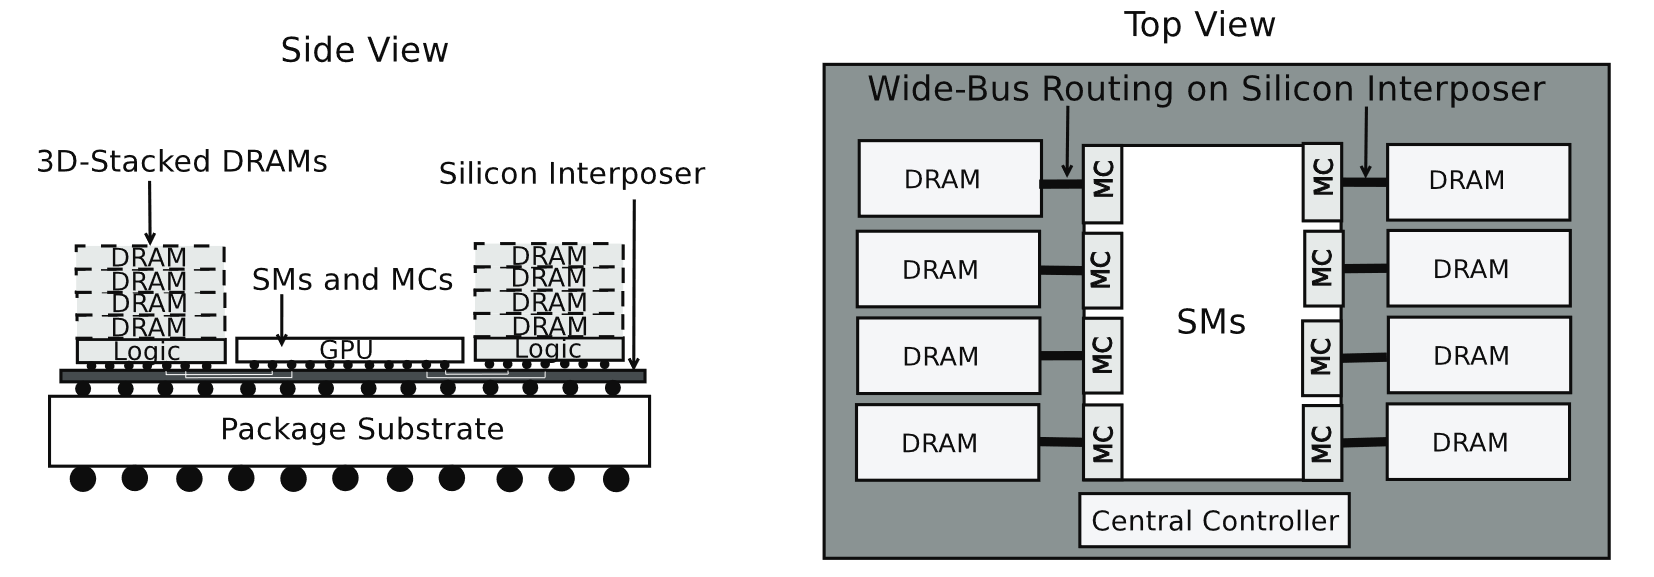 Side View
3D-Stacked DRAMs
Silicon Interposer
SMs and MCs
DRAM
DRAM
DRAM
DRAM
Logic
GPU
DRAM
DRAM
DRAM
DRAM
Logic
Package Substrate
Top View
Wide-Bus Routing on Silicon Interposer
DRAM
MC
MC
DRAM
DRAM
MC
MC
DRAM
SMs
DRAM
MC
MC
DRAM
DRAM
MC
MC
DRAM
Central Controller